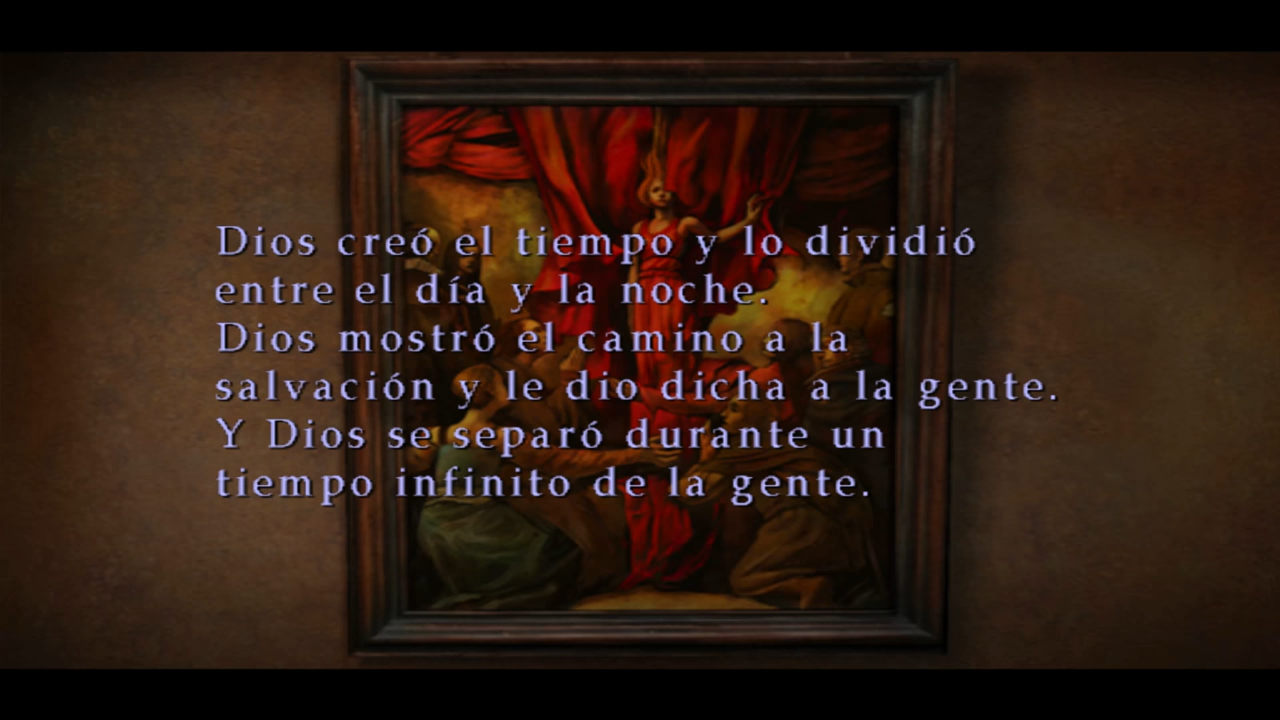 Dios creó el tiempo y lo dividió
entre el día y la noche.
Dios mostró el camino a la
salvación y le dio dicha a la gente.
Y Dios se separó durante un
tiempo infinito de la gente.